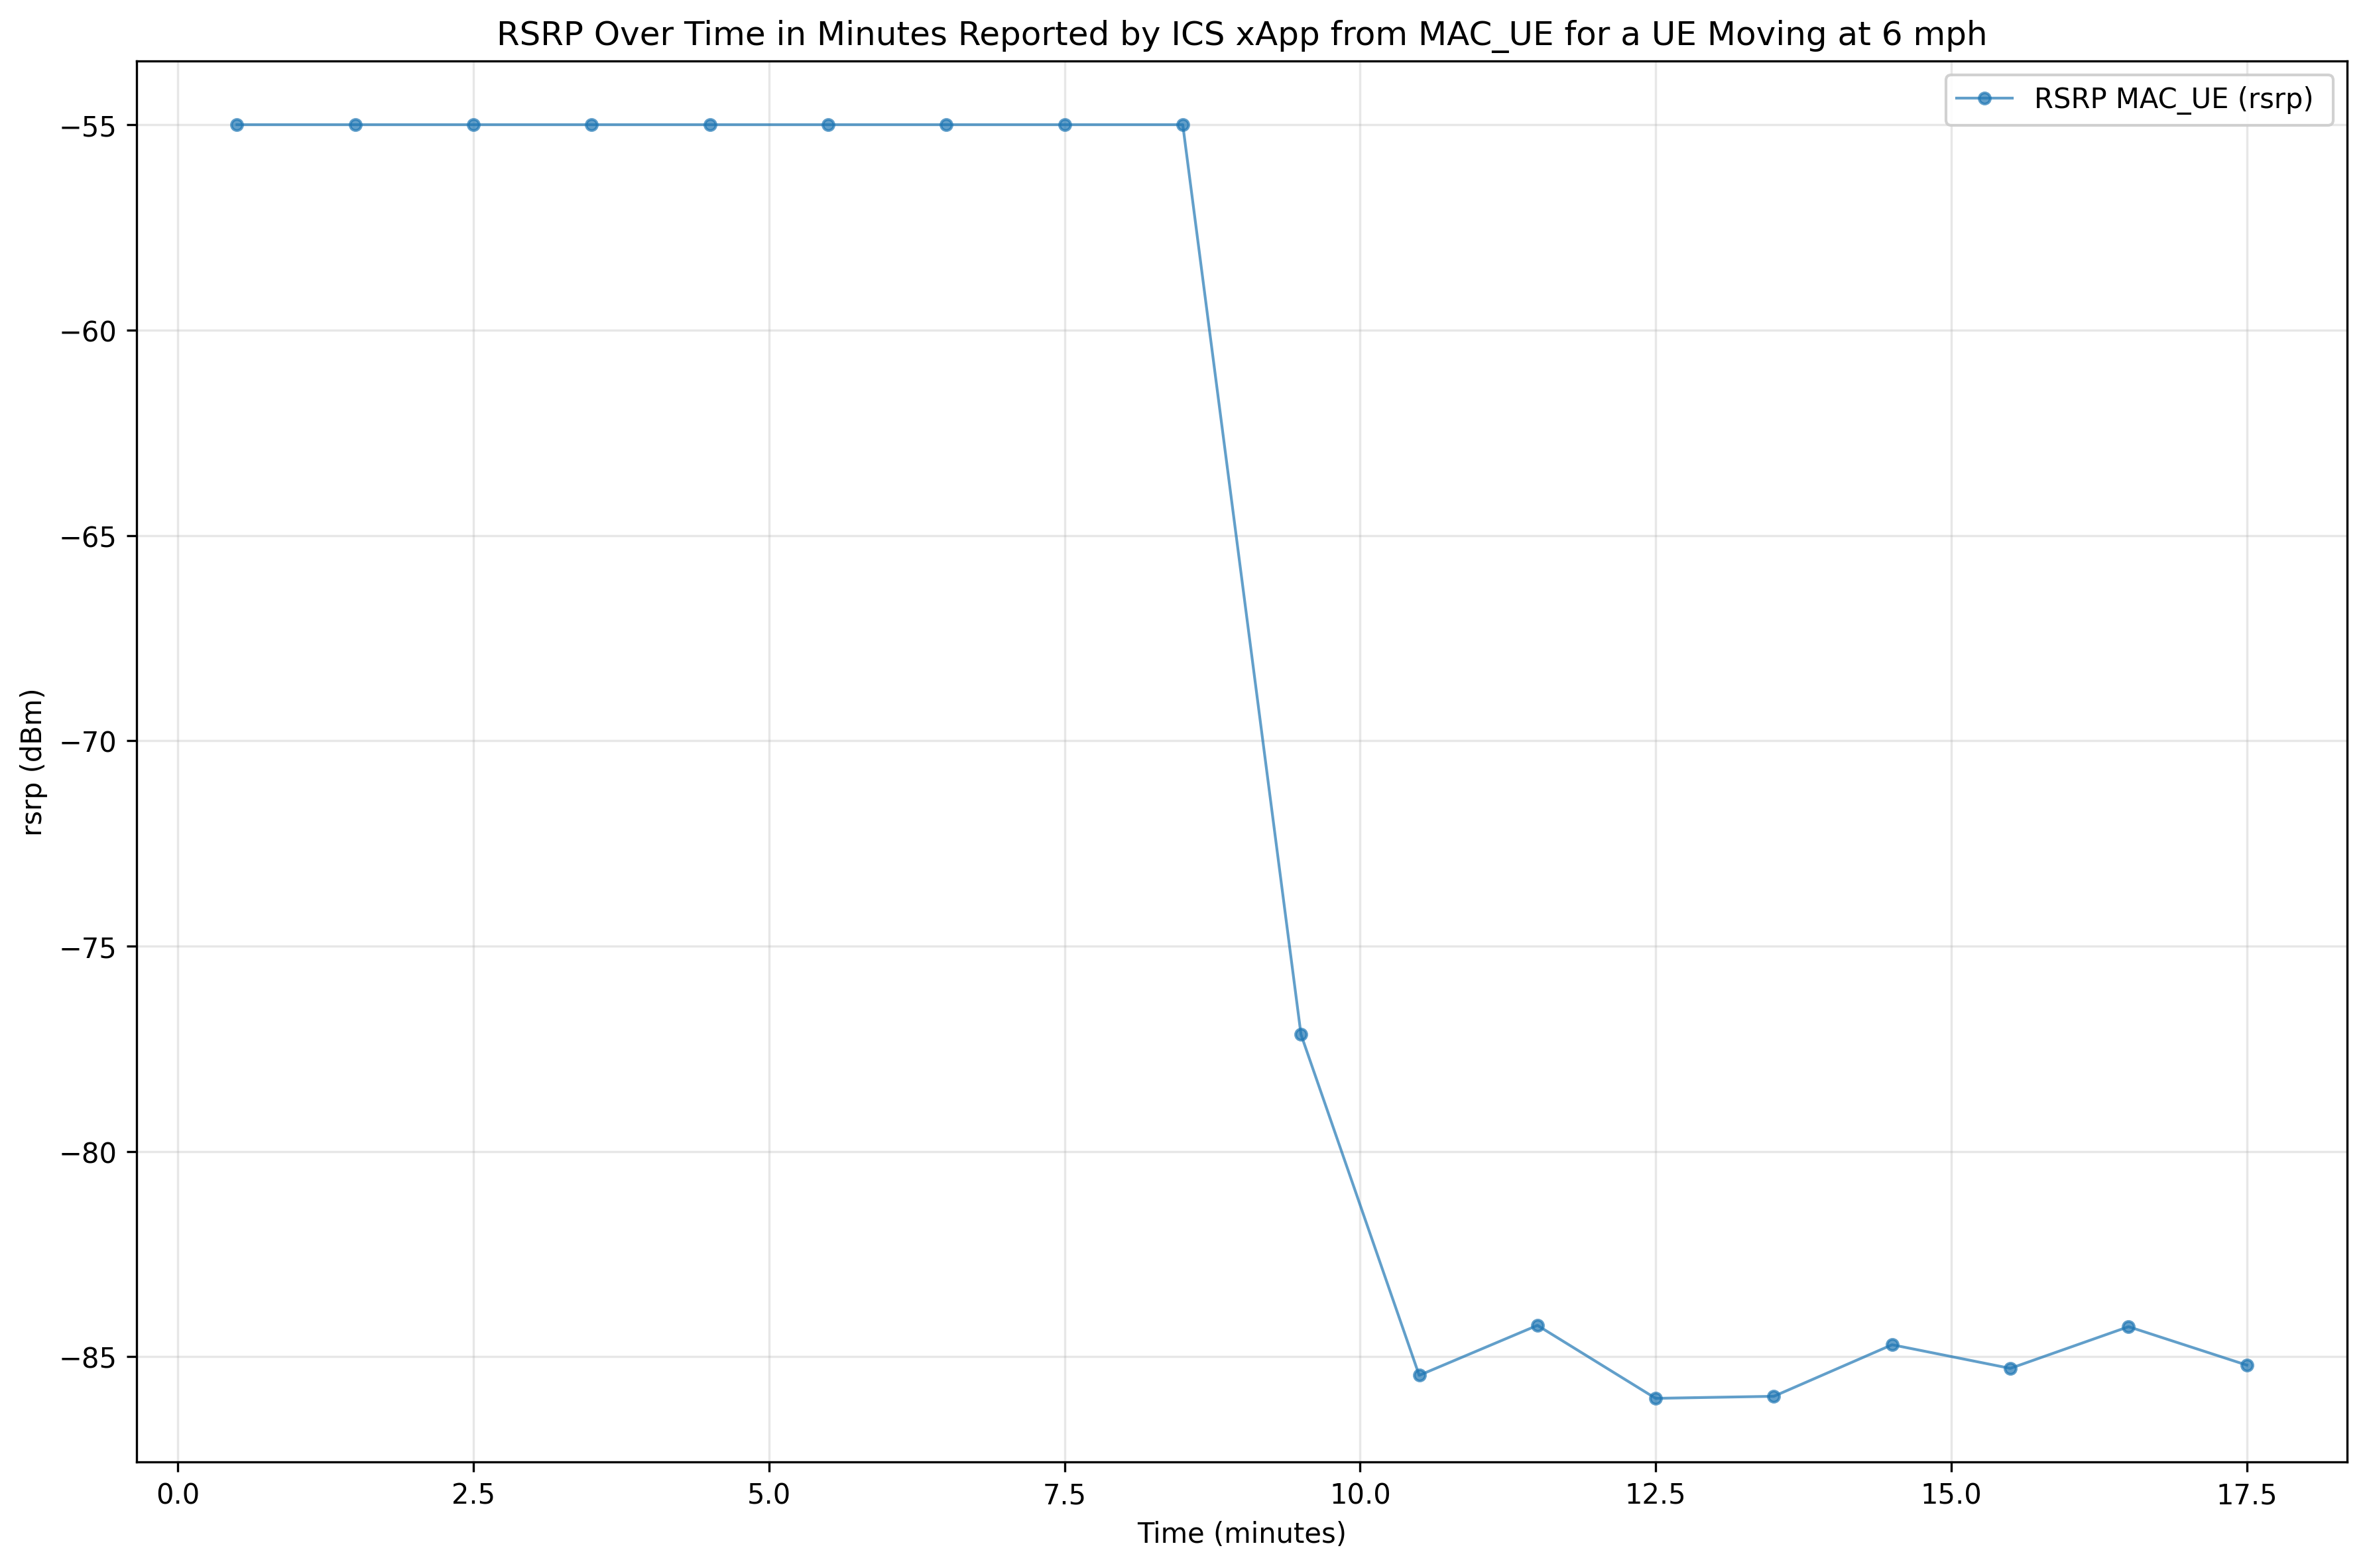 RSRP Over Time in Minutes Reported by ICS xApp from MAC_UE for a UE Moving at 6 mph
RSRP MAC_UE (rsrp)
−55
−60
−65
−70
−75
−80
−85
rsrp (dBm)
0.0 2.5 5.0 7.5 10.0 12.5 15.0 17.5
Time (minutes)